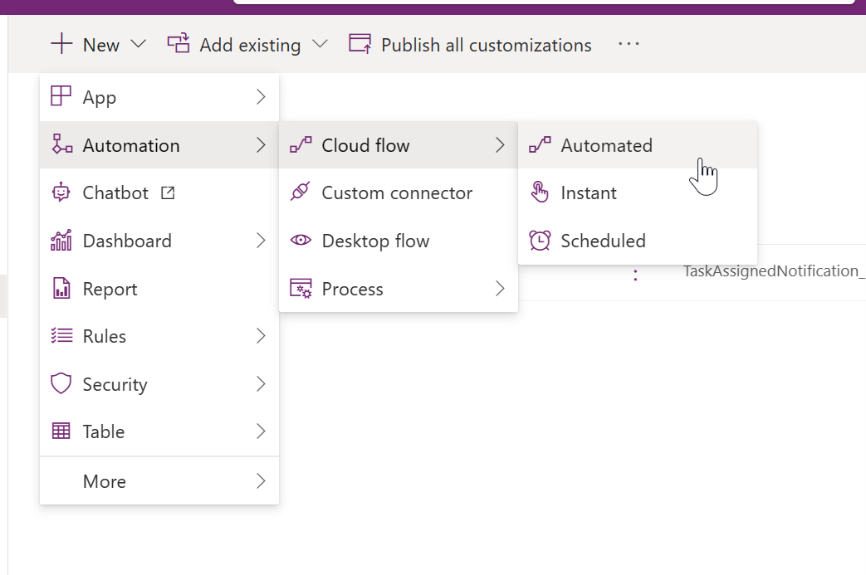 New
Add existing
Publish all customizations
App
Automation
Cloud flow
Automated
Chatbot
Custom connector
Instant
Dashboard
Desktop flow
Scheduled
TaskAssignedNotification_
Report
Process
Rules
Security
Table
More